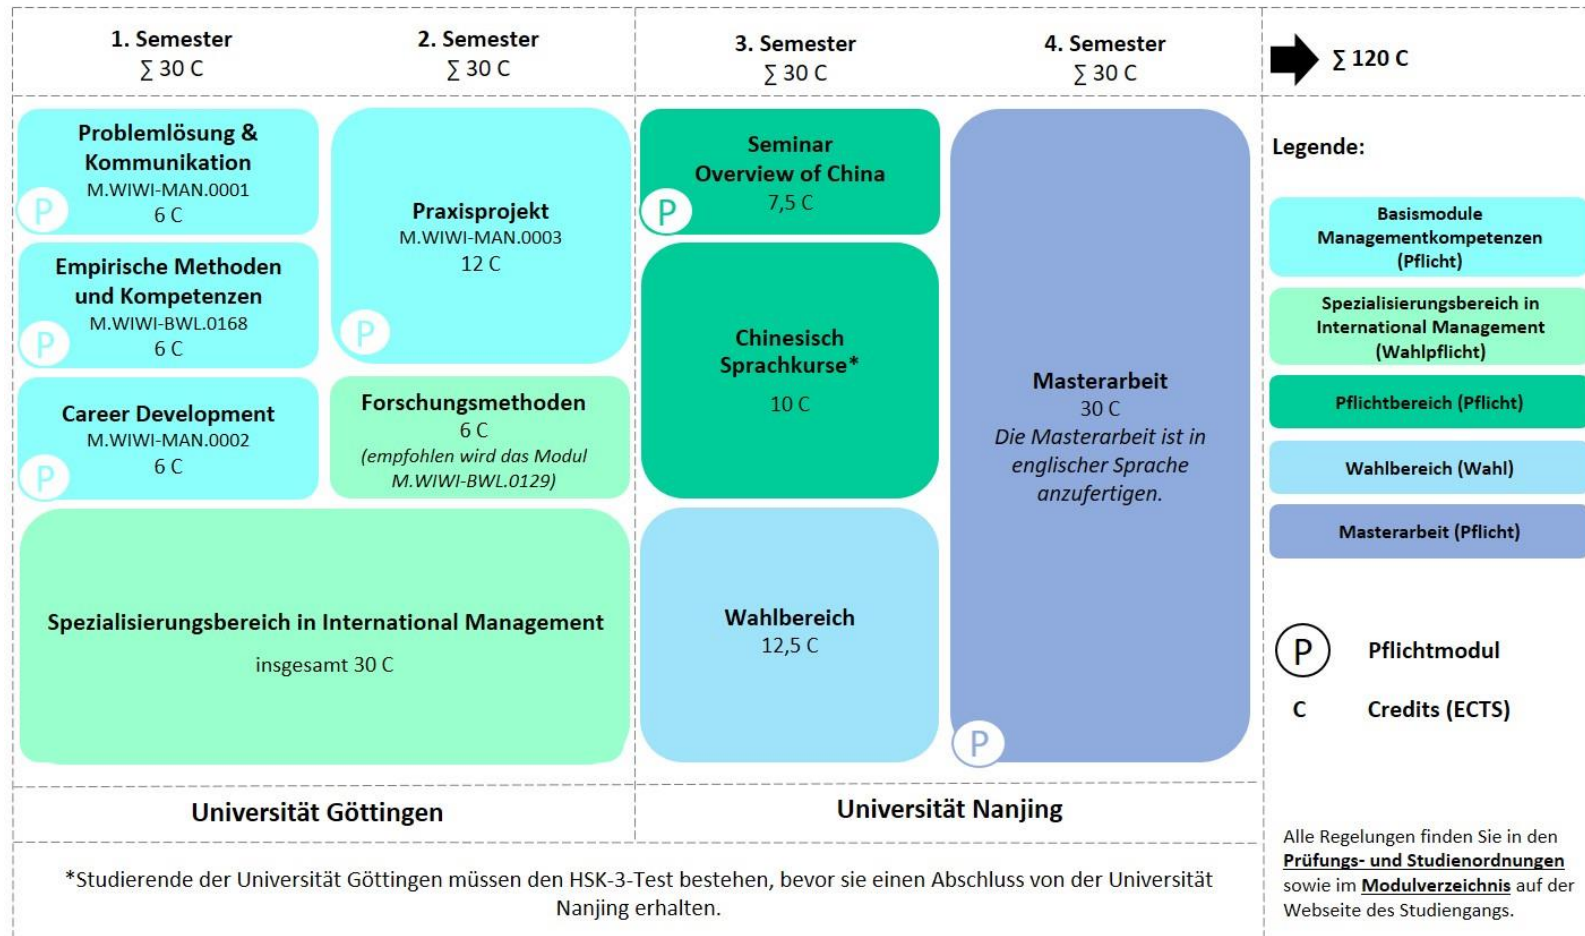 1. Semester
∑ 30 C
2. Semester
∑ 30 C
3. Semester
∑ 30 C
4. Semester
∑ 30 C
∑ 120 C
Problemlösung &
Kommunikation
M.WIWI-MAN.0001
6 C
P
Empirische Methoden
und Kompetenzen
M.WIWI-BWL.0168
6 C
P
Career Development
M.WIWI-MAN.0002
6 C
P
Praxisprojekt
M.WIWI-MAN.0003
12 C
P
Forschungsmethoden
6 C
(empfohlen wird das Modul
M.WIWI-BWL.0129)
Spezialisierungsbereich in International Management
insgesamt 30 C
Seminar
Overview of China
7,5 C
P
Chinesisch
Sprachkurse*
10 C
Wahlbereich
12,5 C
Masterarbeit
30 C
Die Masterarbeit ist in
englischer Sprache
anzufertigen.
P
Universität Göttingen
Universität Nanjing
*Studierende der Universität Göttingen müssen den HSK-3-Test bestehen, bevor sie einen Abschluss von der Universität
Nanjing erhalten.
Legende:
Basismodule
Managementkompetenzen
(Pflicht)
Spezialisierungsbereich in
International Management
(Wahlpflicht)
Pflichtbereich (Pflicht)
Wahlbereich (Wahl)
Masterarbeit (Pflicht)
P Pflichtmodul
C Credits (ECTS)
Alle Regelungen finden Sie in den
Prüfungs- und Studienordnungen
sowie im Modulverzeichnis auf der
Webseite des Studiengangs.